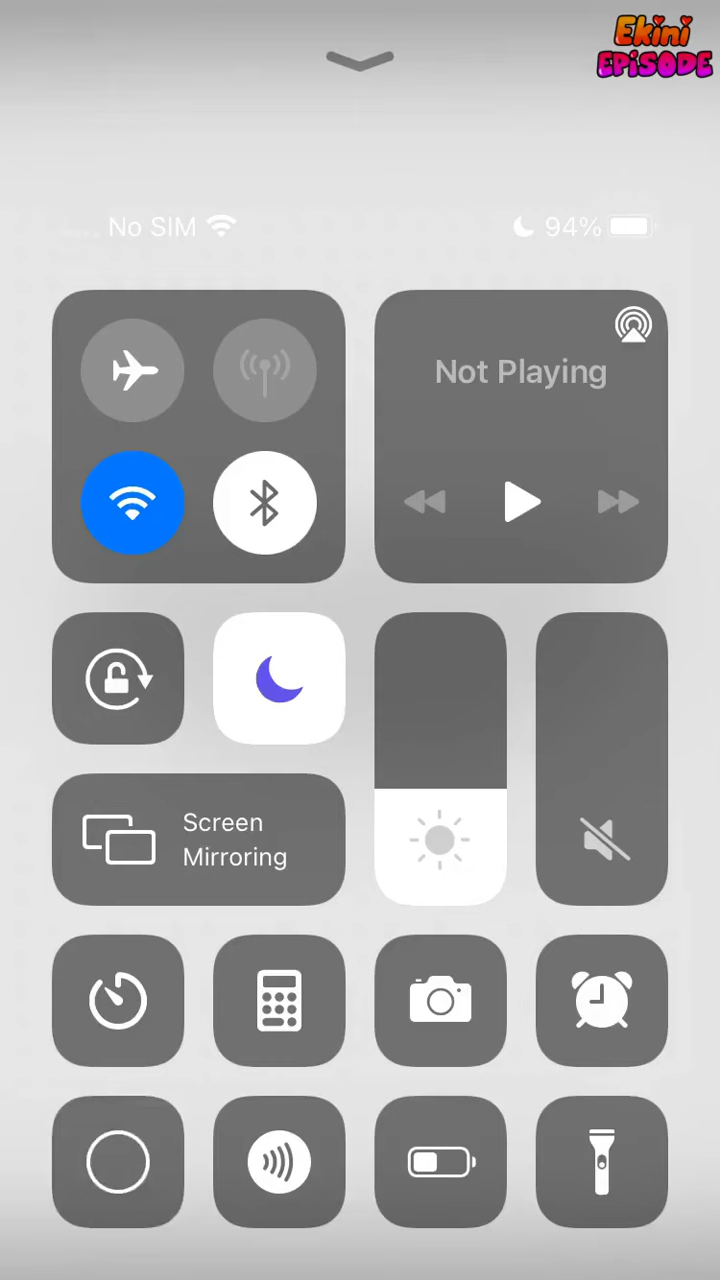 Ekini
EPiSODE
No SIM 94%
Not Playing
Screen
Mirroring